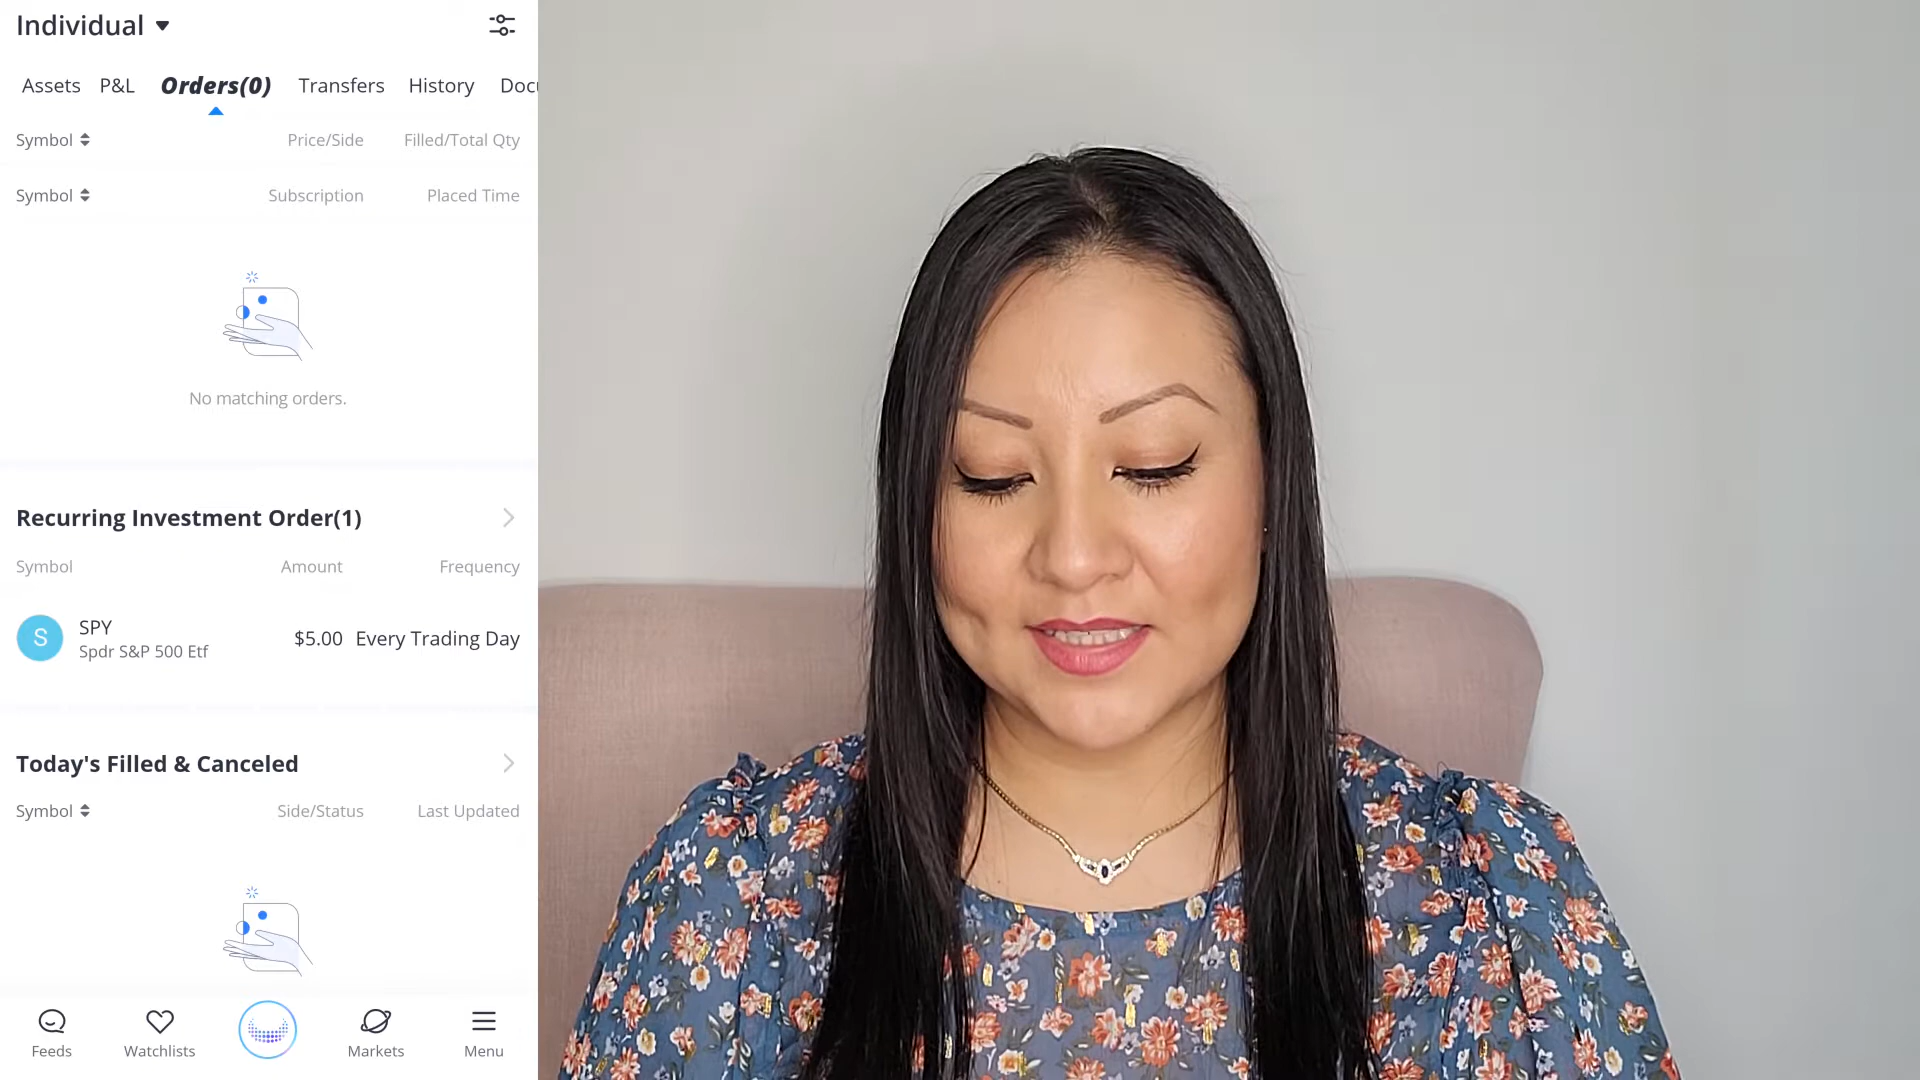 Individual
Assets P&L Orders(0) Transfers History Docu
Symbol Price/Side Filled/Total Qty
Symbol Subscription Placed Time
No matching orders.
Recurring Investment Order(1)
Symbol Amount Frequency
S
SPY
Spdr S&P 500 Etf
$5.00 Every Trading Day
Today's Filled & Canceled
Symbol Side/Status Last Updated
Feeds Watchlists Markets Menu